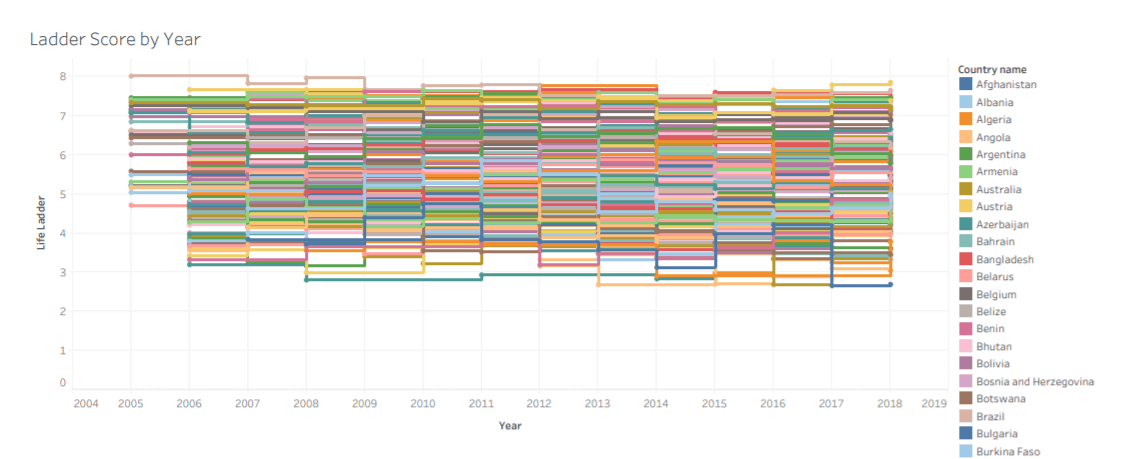 Ladder Score by Year
8
7
6
5
4
3
2
1
0
Life Ladder
2004 2005 2006 2007 2008 2009 2010 2011 2012 2013 2014 2015 2016 2017 2018 2019
Year
Country name
Afghanistan
Albania
Algeria
Angola
Argentina
Armenia
Australia
Austria
Azerbaijan
Bahrain
Bangladesh
Belarus
Belgium
Belize
Benin
Bhutan
Bolivia
Bosnia and Herzegovina
Botswana
Brazil
Bulgaria
Burkina Faso